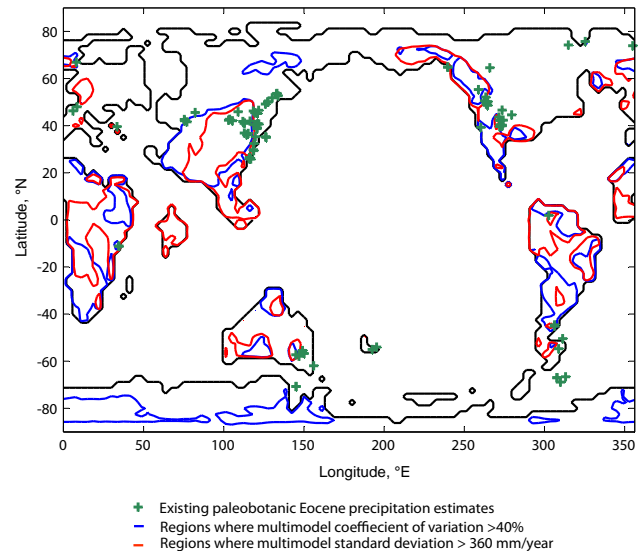 80
60
40
20
0
-20
-40
-60
-80
Latitude, °N
0 50 100 150 200 250 300 350
Longitude, °E
Existing paleobotanic Eocene precipitation estimates
Regions where multimodel coeffiecient of variation >40%
Regions where multimodel standard deviation > 360 mm/year